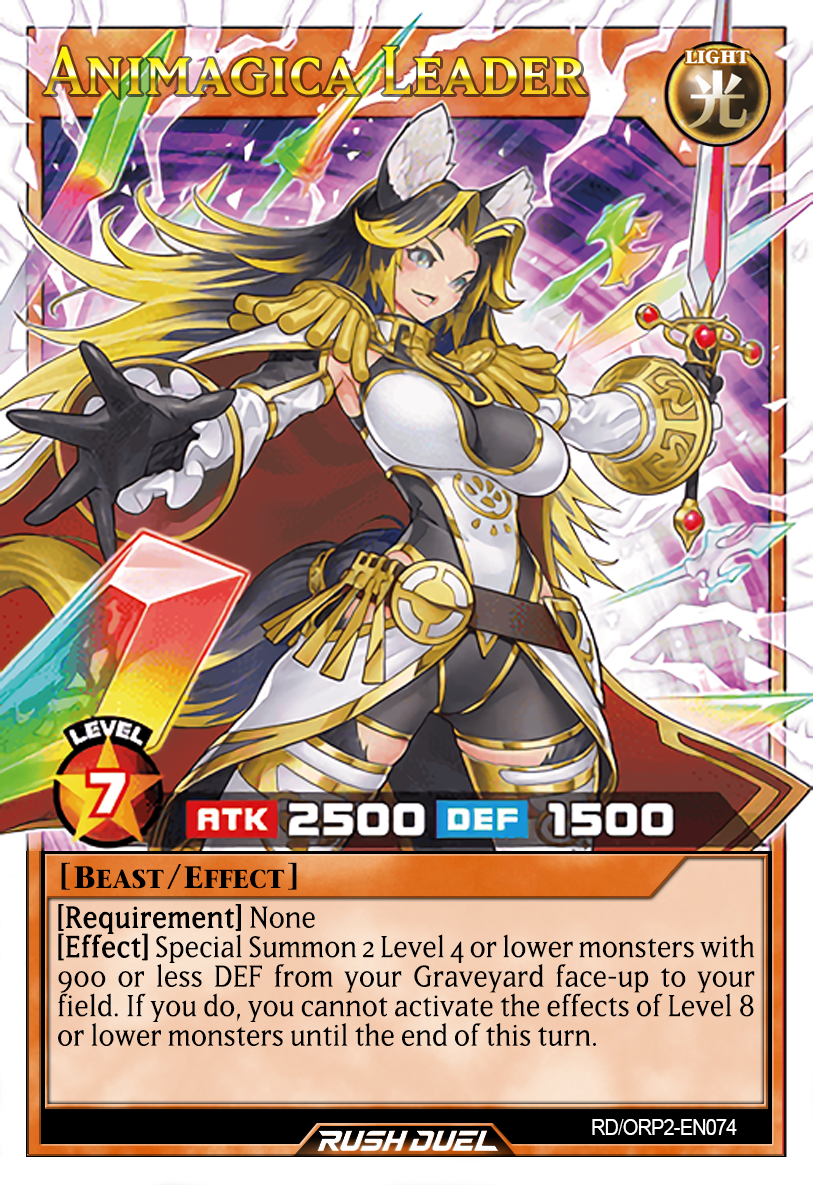 Animagica Leader
LIGHT
光
LEVEL
7
ATK 2500 DEF 1500
[Beast/Effect]
[Requirement] None
[Effect] Special Summon 2 Level 4 or lower monsters with
900 or less DEF from your Graveyard face-up to your
field. If you do, you cannot activate the effects of Level 8
or lower monsters until the end of this turn.
RD/ORP2-EN074
RUSH DUEL